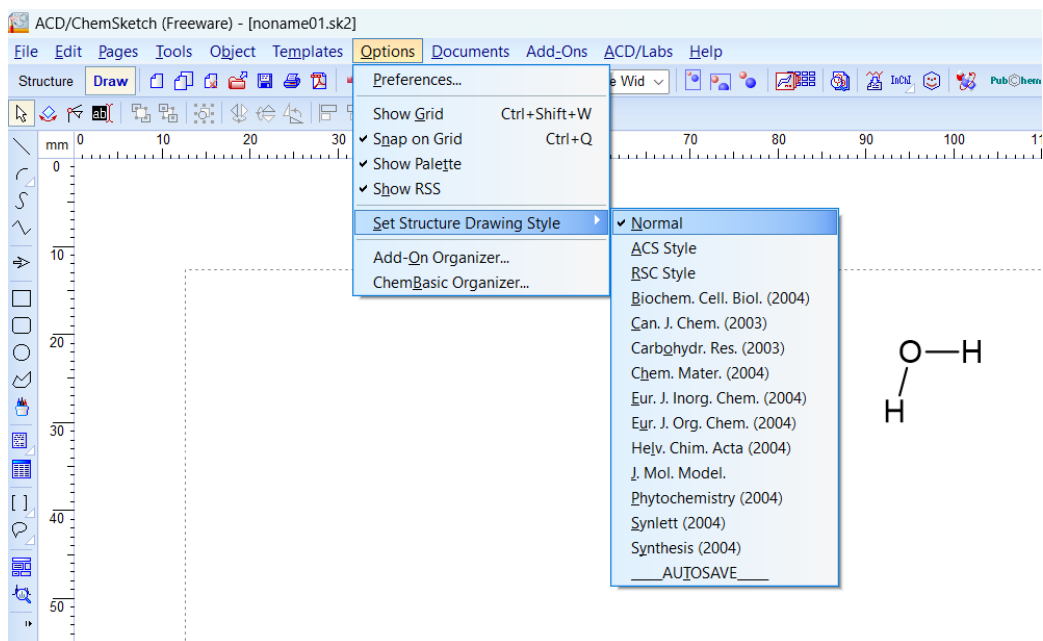 ACD/ChemSketch (Freeware) - [noname01.sk2]
File Edit Pages Tools Object Templates Options Documents Add-Ons ACD/Labs Help
Structure Draw e Wid InChI PubChem
ab
Preferences...
Show Grid Ctrl+Shift+W
Snap on Grid Ctrl+Q
Show Palette
Show RSS
Set Structure Drawing Style
Add-On Organizer...
ChemBasic Organizer...
mm 0 10 20 30 70 80 90 100 11
0
10
20
30
40
50
Normal
ACS Style
RSC Style
Biochem. Cell. Biol. (2004)
Can. J. Chem. (2003)
Carbohydr. Res. (2003)
Chem. Mater. (2004)
Eur. J. Inorg. Chem. (2004)
Eur. J. Org. Chem. (2004)
Helv. Chim. Acta (2004)
J. Mol. Model.
Phytochemistry (2004)
Synlett (2004)
Synthesis (2004)
____AUTOSAVE____
O—H
H